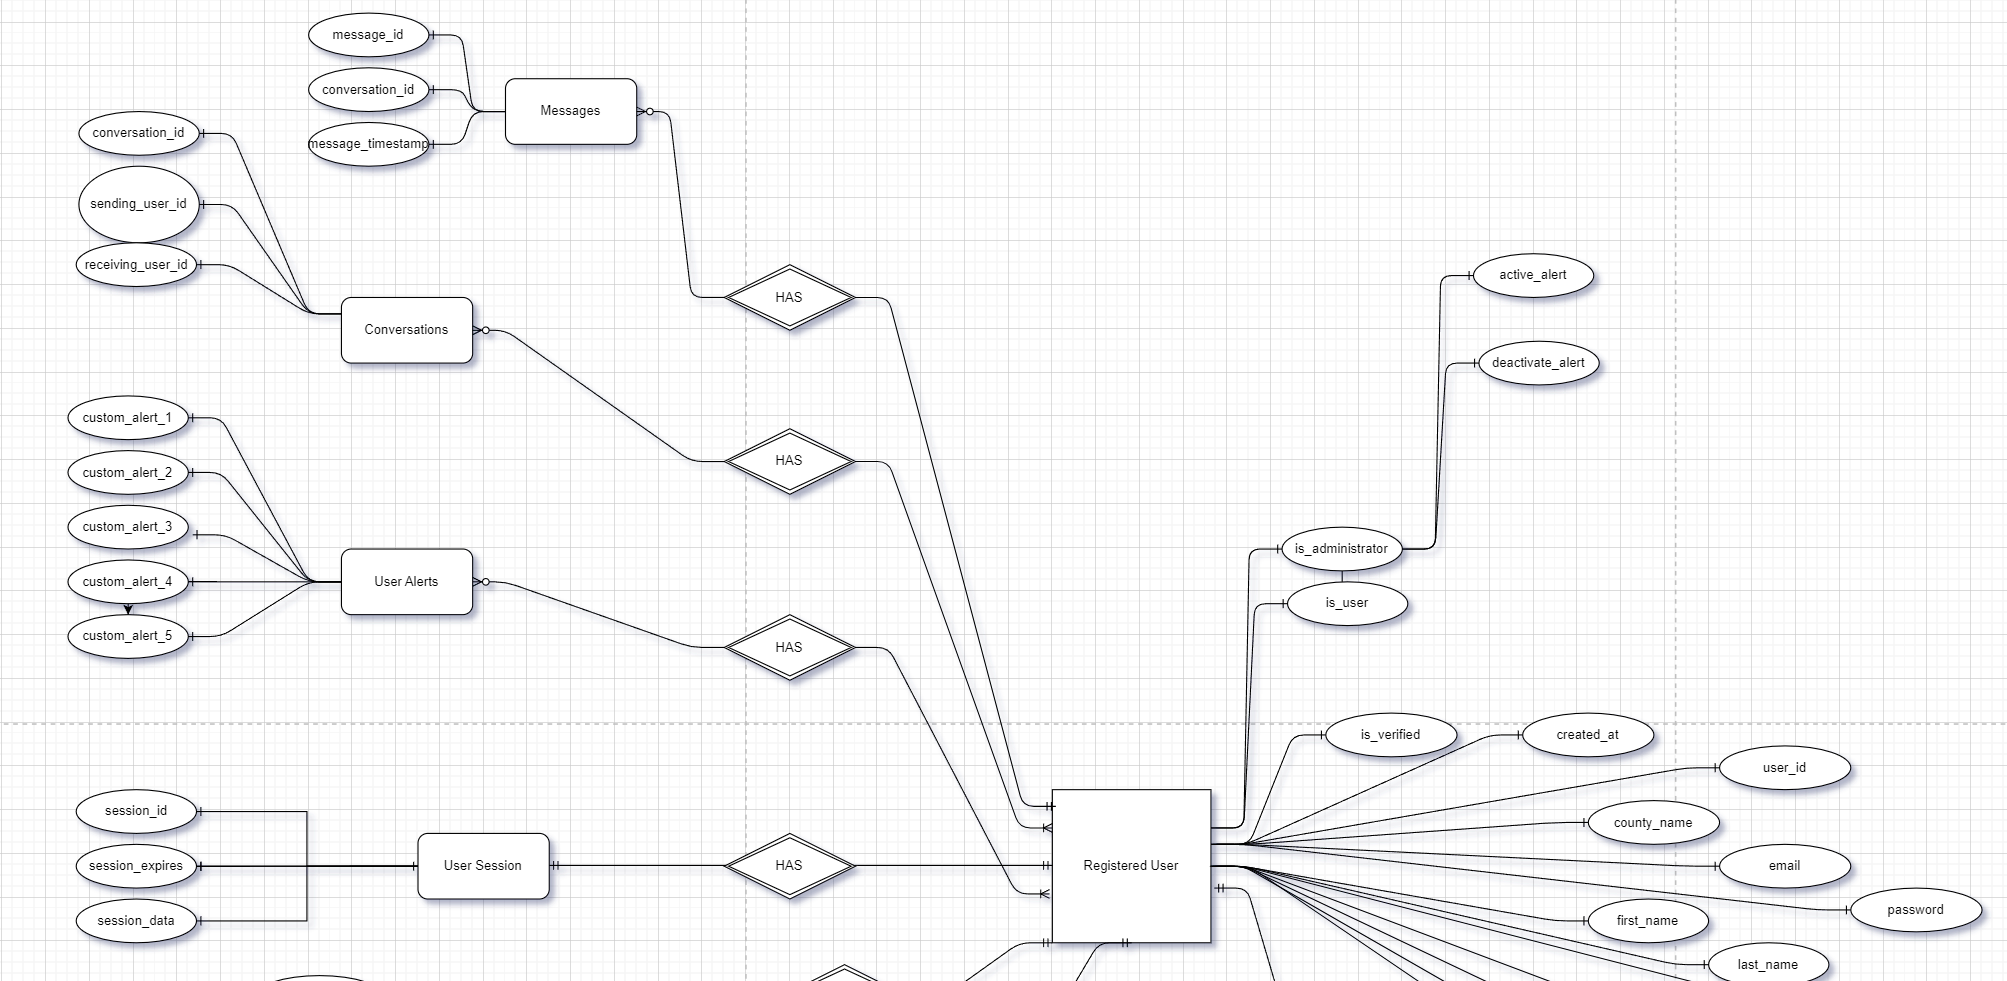 message_id
conversation_id
message_timestamp
Messages
conversation_id
sending_user_id
receiving_user_id
Conversations
HAS
active_alert
deactivate_alert
custom_alert_1
custom_alert_2
custom_alert_3
custom_alert_4
custom_alert_5
User Alerts
HAS
HAS
is_administrator
is_user
is_verified
created_at
user_id
county_name
email
password
first_name
last_name
session_id
session_expires
session_data
User Session
HAS
Registered User